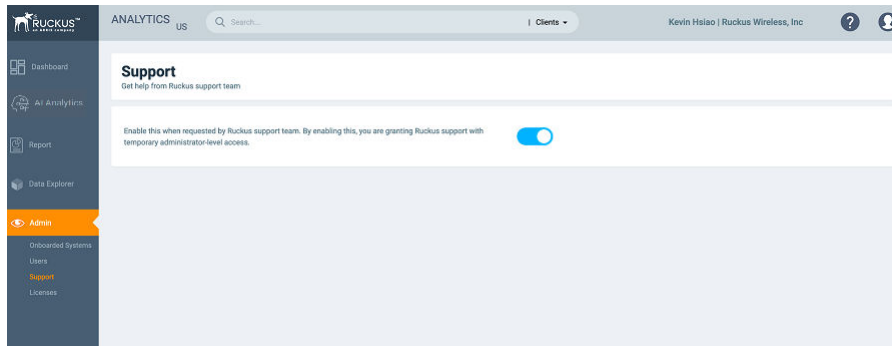 RUCKUS™
an ARRIS company
ANALYTICS US
Search...
| Clients
Kevin Hsiao | Ruckus Wireless, Inc
?
Dashboard
AI Analytics
Report
Data Explorer
Admin
Onboarded Systems
Users
Support
Licenses
Support
Get help from Ruckus support team
Enable this when requested by Ruckus support team. By enabling this, you are granting Ruckus support with
temporary administrator-level access.